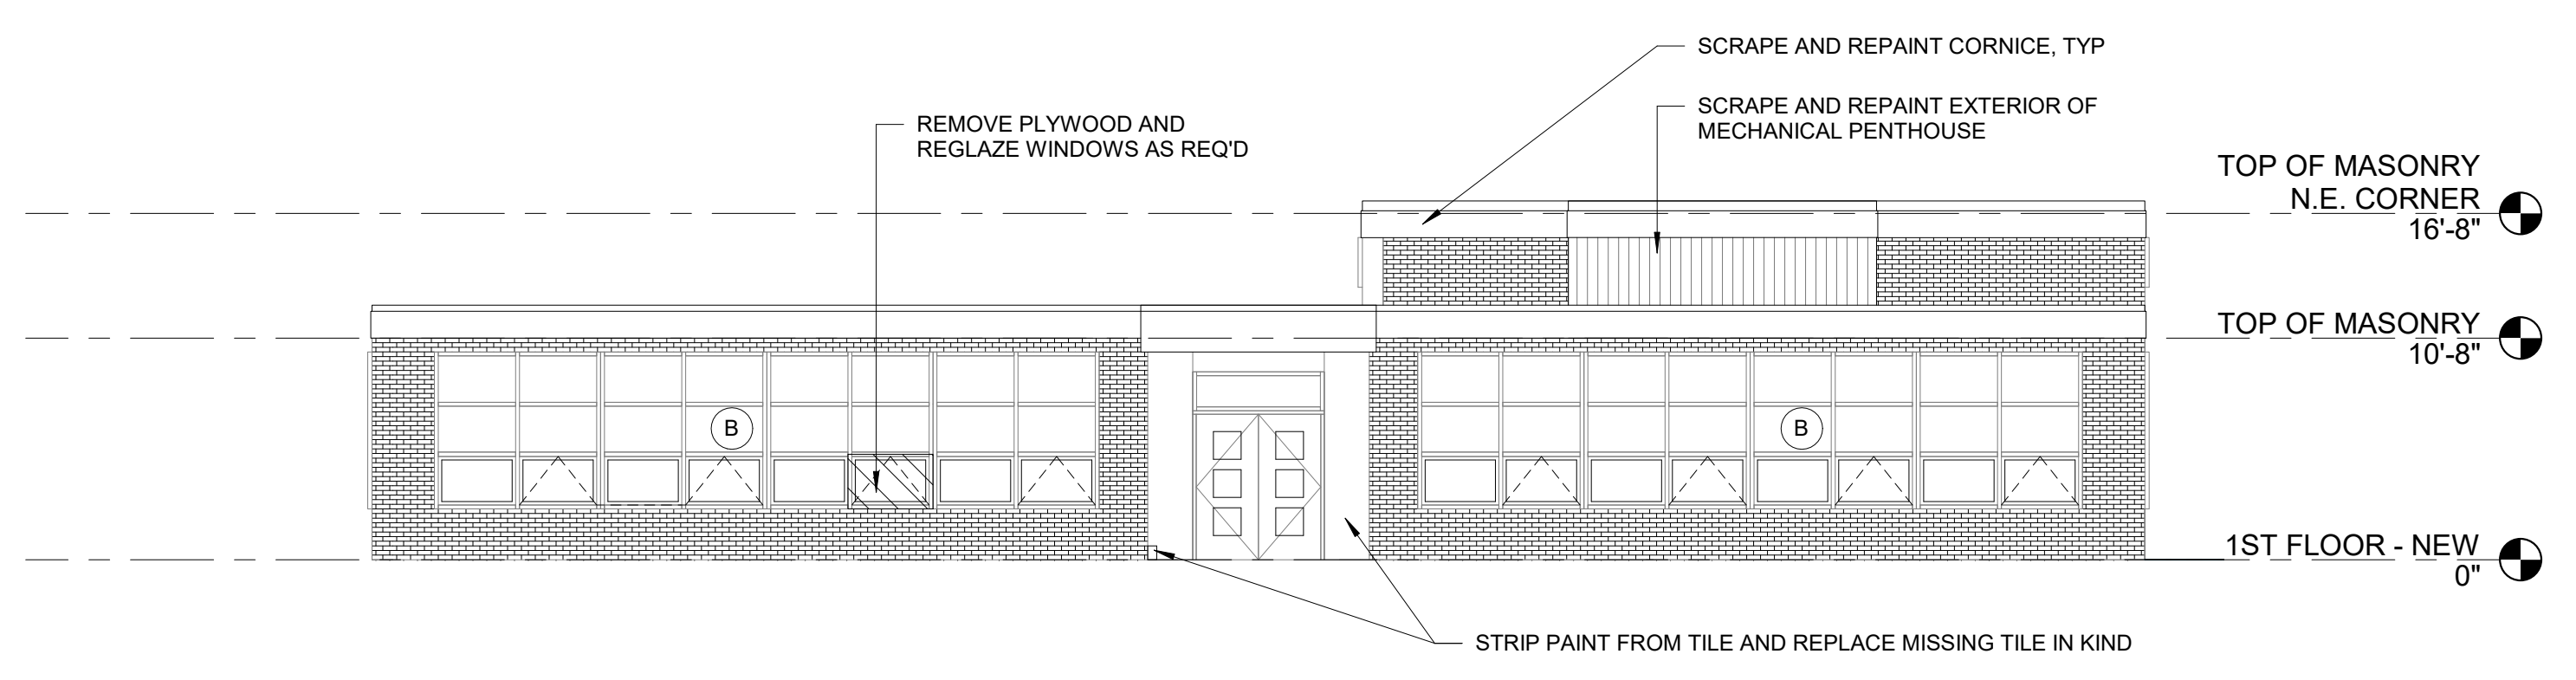 SCRAPE AND REPAINT CORNICE, TYP
SCRAPE AND REPAINT EXTERIOR OF
MECHANICAL PENTHOUSE
REMOVE PLYWOOD AND
REGLAZE WINDOWS AS REQ'D
TOP OF MASONRY
N.E. CORNER
16'-8"
TOP OF MASONRY
10'-8"
B
B
1ST FLOOR - NEW
0"
STRIP PAINT FROM TILE AND REPLACE MISSING TILE IN KIND